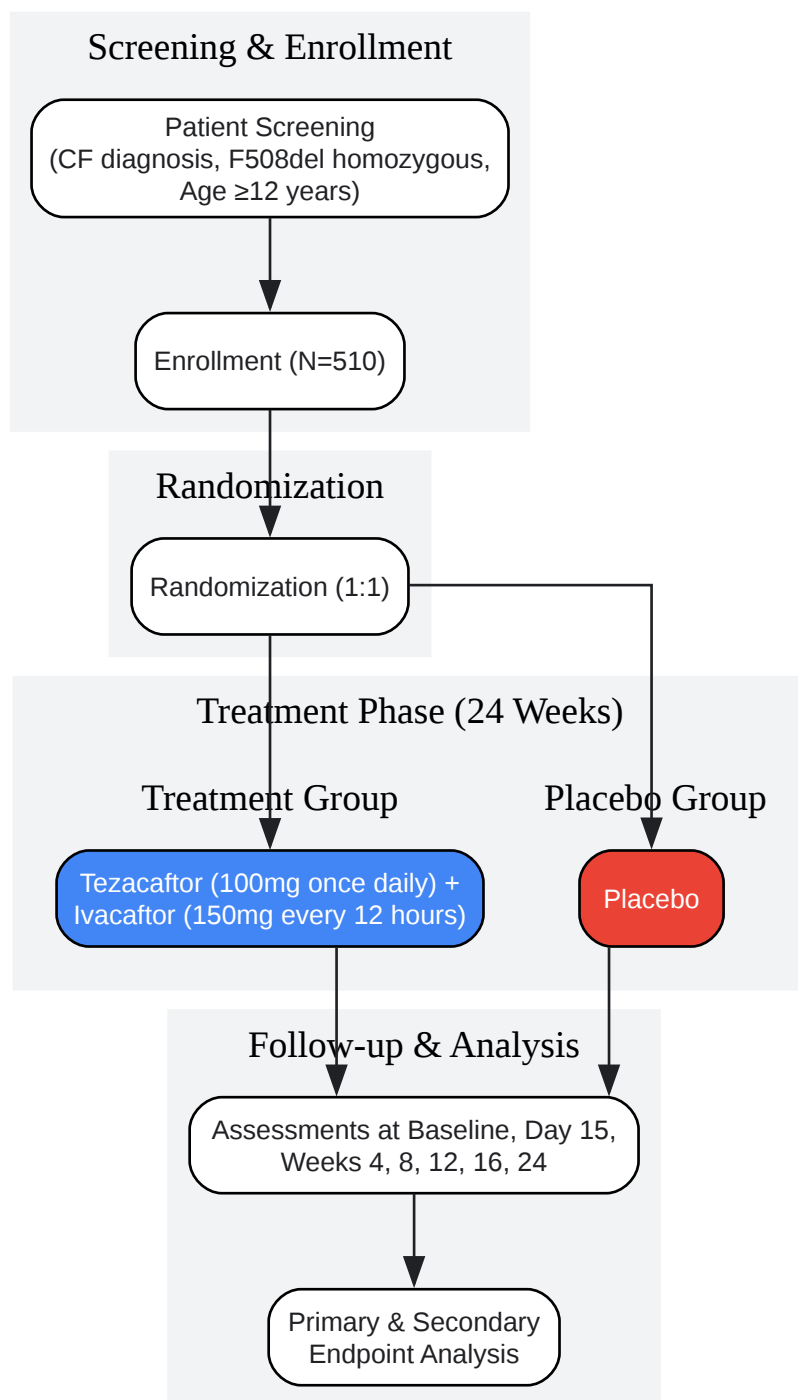 Screening & Enrollment
Patient Screening
(CF diagnosis, F508del homozygous,
Age ≥12 years)
Enrollment (N=510)
Randomization
Randomization (1:1)
Treatment Phase (24 Weeks)
Treatment Group
Placebo Group
Tezacaftor (100mg once daily) +
Ivacaftor (150mg every 12 hours)
Placebo
Follow-up & Analysis
Assessments at Baseline, Day 15,
Weeks 4, 8, 12, 16, 24
Primary & Secondary
Endpoint Analysis